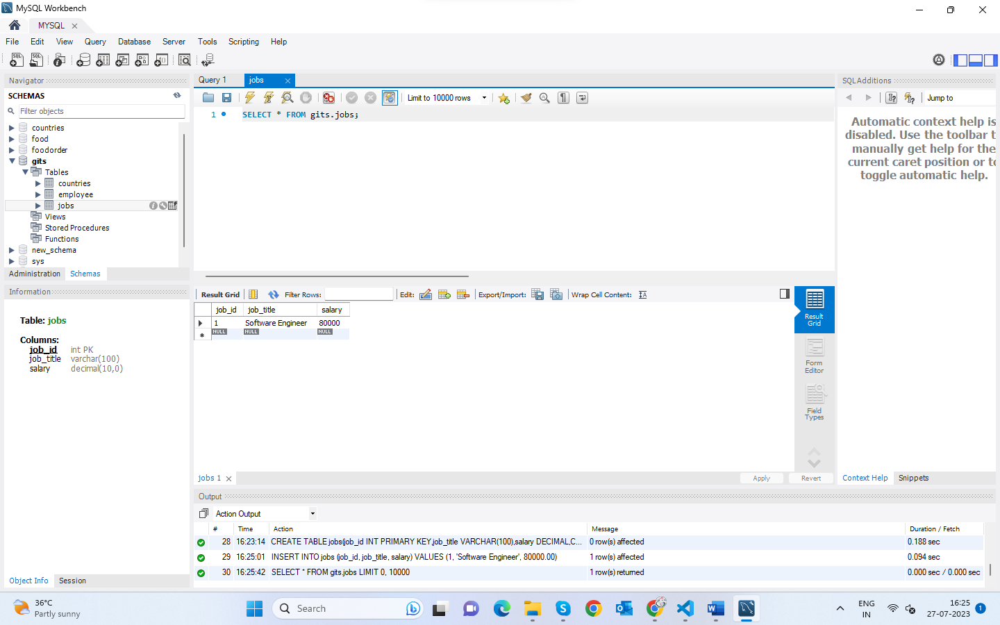 MySQL Workbench
MYSQL
File Edit View Query Database Server Tools Scripting Help
Navigator
SCHEMAS
Filter objects
countries
food
foodorder
gits
Tables
countries
employee
jobs
Views
Stored Procedures
Functions
new_schema
sys
Administration Schemas
Information
Table: jobs
Columns:
job_id int PK
job_title varchar(100)
salary decimal(10,0)
Object Info Session
Query 1 jobs
Limit to 10000 rows
1 SELECT * FROM gits.jobs;
Result Grid Filter Rows: Edit: Export/Import: Wrap Cell Content:
job_id job_title salary
1 Software Engineer 80000
NULL NULL NULL
Result
Grid
Form
Editor
Field
Types
jobs 1 Apply Revert
SQLAdditions
Jump to
Automatic context help is
disabled. Use the toolbar t
manually get help for the
current caret position or to
toggle automatic help.
Context Help Snippets
Output
Action Output
# Time Action Message Duration / Fetch
28 16:23:14 CREATE TABLE jobs(job_id INT PRIMARY KEY,job_title VARCHAR(100),salary DECIMAL,C... 0 row(s) affected 0.188 sec
29 16:25:01 INSERT INTO jobs (job_id, job_title, salary) VALUES (1, 'Software Engineer', 80000.00) 1 row(s) affected 0.094 sec
30 16:25:42 SELECT * FROM gits.jobs LIMIT 0, 10000 1 row(s) returned 0.000 sec / 0.000 sec
36°C
Partly sunny
Search
ENG
IN
16:25
27-07-2023
1